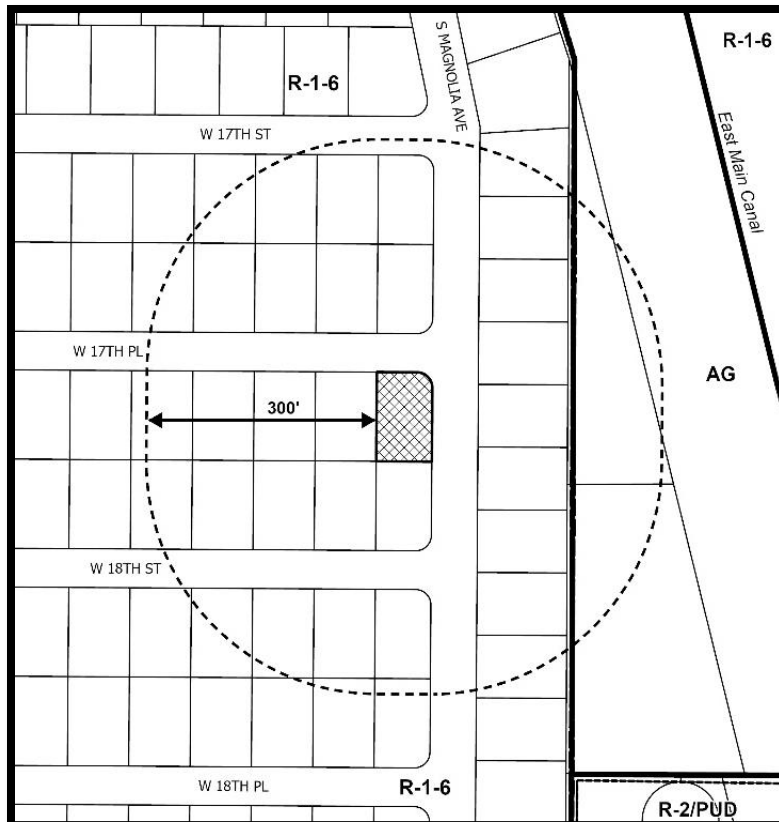 S MAGNOLIA AVE
R-1-6
R-1-6
W 17TH ST
East Main Canal
W 17TH PL
AG
300'
W 18TH ST
W 18TH PL
R-1-6
R-2/PUD